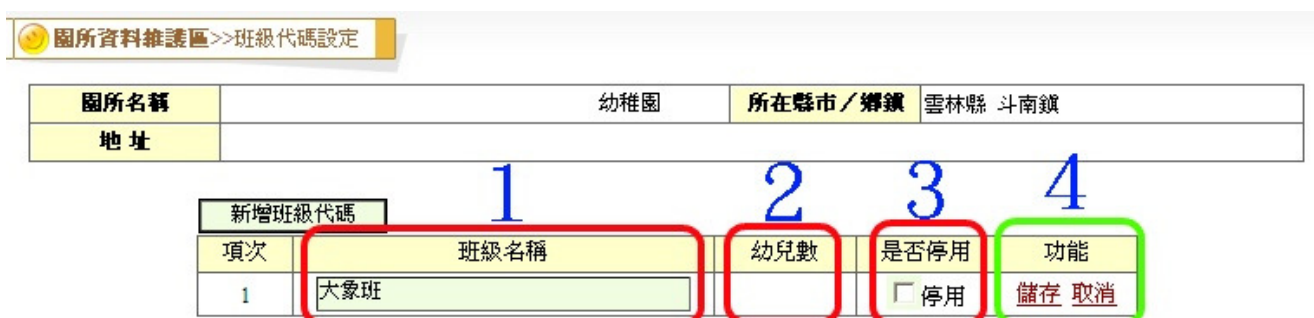 園所資料維護區>>班級代碼設定
園所名稱 幼稚園 所在縣市／鄉鎮 雲林縣 斗南鎮
地址
1 2 3 4
新增班級代碼
項次 班級名稱 幼兒數 是否停用 功能
1 大象班 停用 儲存 取消